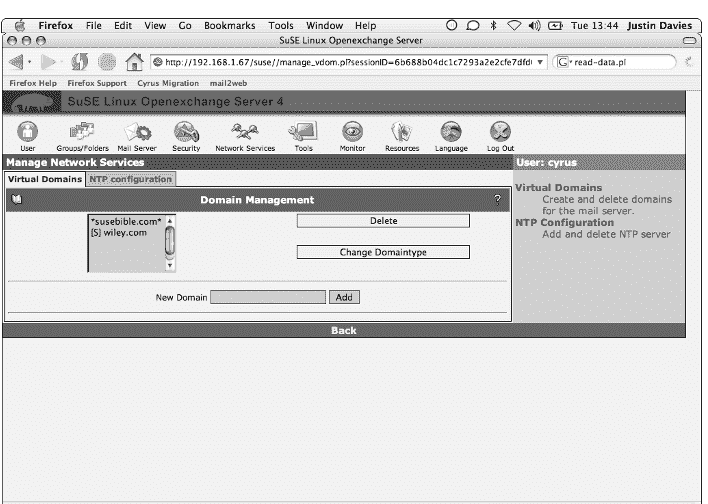 Firefox File Edit View Go Bookmarks Tools Window Help Tue 13:44 Justin Davies
SuSE Linux Openexchange Server
http://192.168.1.67/suse//manage_vdom.pl?sessionID=6b688b04dc1c7293a2e2cfe7dfd G read-data.pl
Firefox Help Firefox Support Cyrus Migration mail2web
SuSE Linux Openexchange Server 4
User Groups/Folders Mail Server Security Network Services Tools Monitor Resources Language Log Out
Manage Network Services User: cyrus
Virtual Domains NTP configuration
Domain Management ?
*susebible.com*
[S] wiley.com
Delete
Change Domaintype
New Domain Add
Back
Virtual Domains
Create and delete domains
for the mail server.
NTP Configuration
Add and delete NTP server